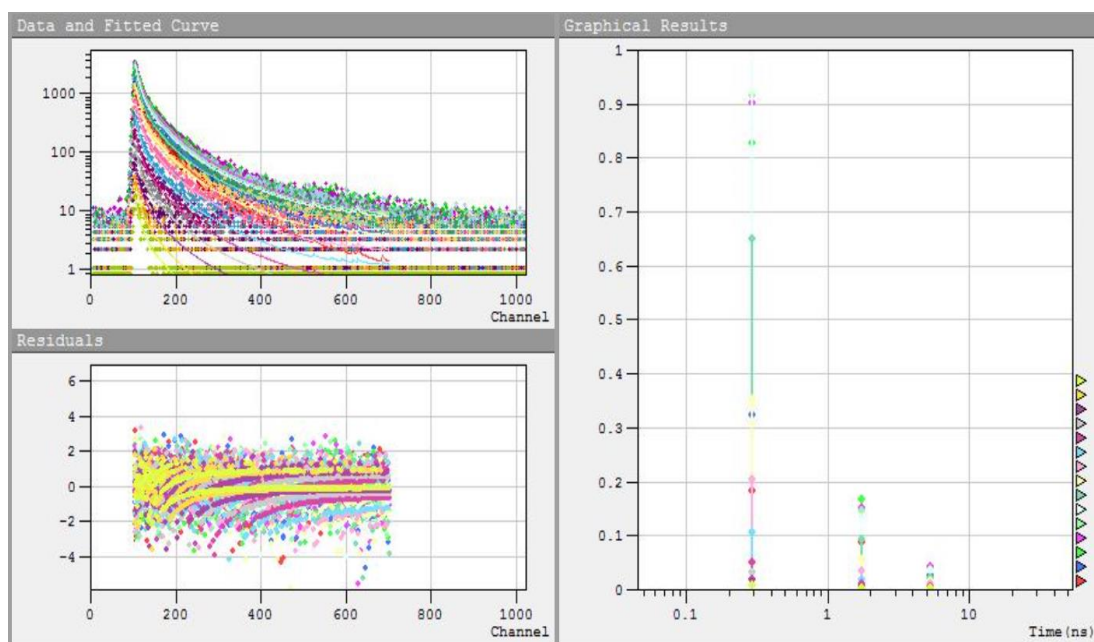 Data and Fitted Curve
1000
100
10
1
0 200 400 600 800 1000
Channel
Residuals
6
4
2
0
-2
-4
0 200 400 600 800 1000
Channel
Graphical Results
1
0.9
0.8
0.7
0.6
0.5
0.4
0.3
0.2
0.1
0
0.1 1 10
Time(ns)